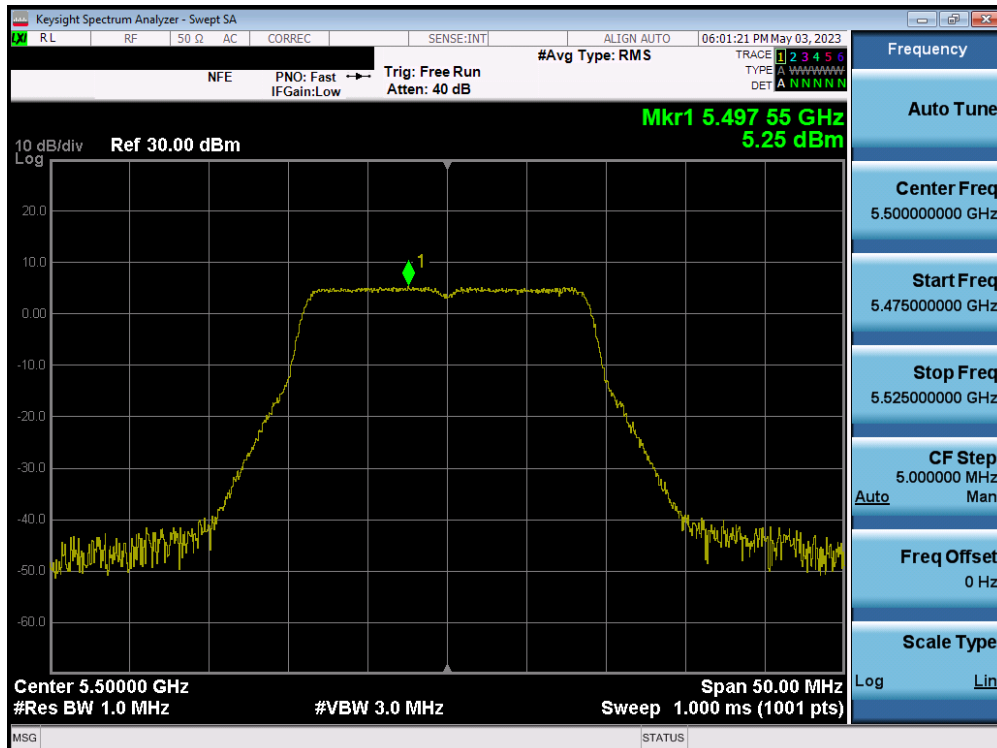 Keysight Spectrum Analyzer - Swept SA
LXI RL RF 50 Ω AC CORREC SENSE:INT ALIGN AUTO 06:01:21 PM May 03, 2023
NFE PNO: Fast Trig: Free Run #Avg Type: RMS TRACE 1 2 3 4 5 6
IFGain:Low Atten: 40 dB TYPE A WWWWW
DET A N N N N N
Mkr1 5.497 55 GHz
5.25 dBm
10 dB/div Ref 30.00 dBm
Log
20.0
10.0
1
0.00
-10.0
-20.0
-30.0
-40.0
-50.0
-60.0
Center 5.50000 GHz Span 50.00 MHz
#Res BW 1.0 MHz #VBW 3.0 MHz Sweep 1.000 ms (1001 pts)
MSG STATUS
Frequency
Auto Tune
Center Freq
5.500000000 GHz
Start Freq
5.475000000 GHz
Stop Freq
5.525000000 GHz
CF Step
5.000000 MHz
Auto Man
Freq Offset
0 Hz
Scale Type
Log Lin